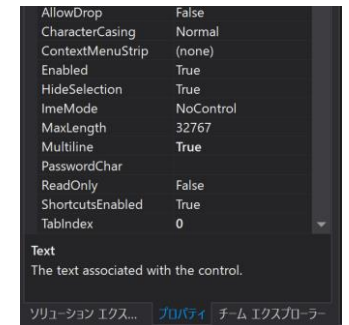 AllowDrop False
CharacterCasing Normal
ContextMenuStrip (none)
Enabled True
HideSelection True
ImeMode NoControl
MaxLength 32767
Multiline True
PasswordChar
ReadOnly False
ShortcutsEnabled True
TabIndex 0
Text
The text associated with the control.
ソリューション エクス... プロパティ チーム エクスプローラー